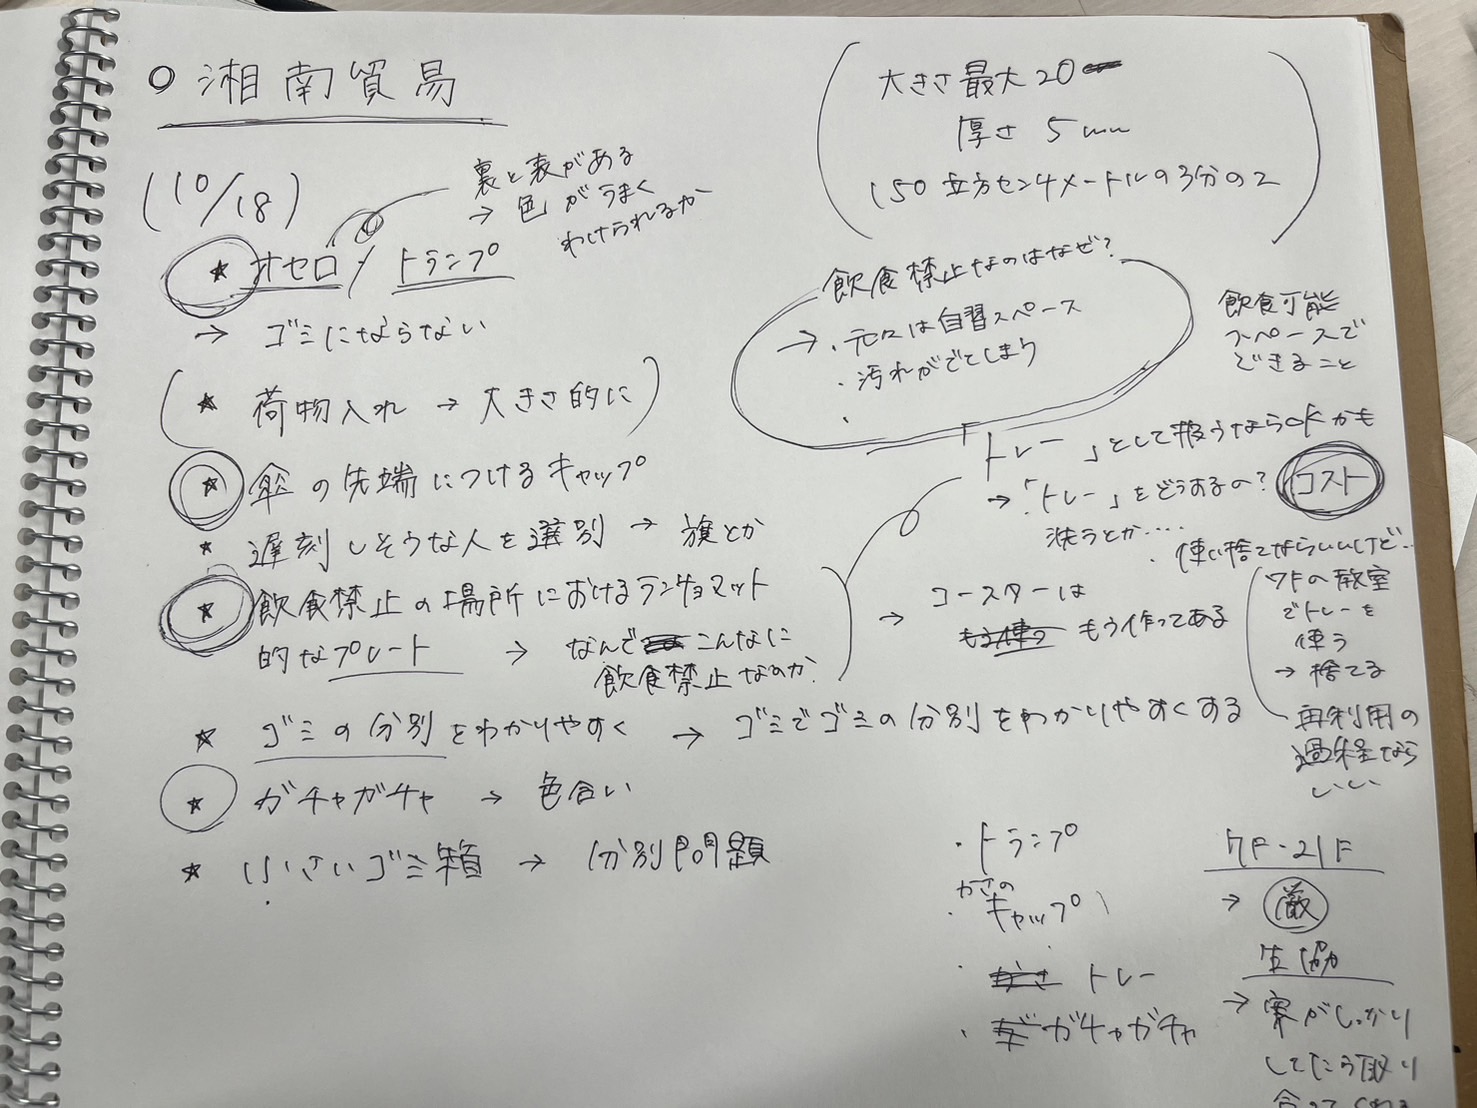 ○ 湘南貿易
(10/18)
裏と表がある
→ 色がうまく
わけられるか
★ オセロ / トランプ
→ ゴミにならない
(★ 荷物入れ → 大きさ的に)
★ 傘の先端につけるキャップ
★ 遅刻しそうな人を選別 → 旗とか
★ 飲食禁止の場所におけるランチョマット
的なプレート → なんでこんなに
飲食禁止なのか?
★ ゴミの分別をわかりやすく → ゴミでゴミの分別をわかりやすくする
★ ガチャガチャ → 色合い
★ 小さいゴミ箱 → 分別問題
大きさ最大20
厚さ 5mm
150立方センチメートルの3分の2
飲食禁止なのはなぜ?
→ ・元々は自習スペース
・汚れがでてしまう
・
飲食可能
スペースで
できること
「トレー」として扱うならOKかも
→「トレー」をどうするの? コスト
洗うとか…
・使い捨てならいいけど..
→ コースターは
もう作ってある
7Fの教室
でトレーを
使う
→ 捨てる
再利用の
過程なら
いい
・トランプ
かさの
・キャップ
・トレー
・ガチャガチャ
7F・21F
→ 厳
生協
→ 案がしっかり
してたら取り
合ってくれる